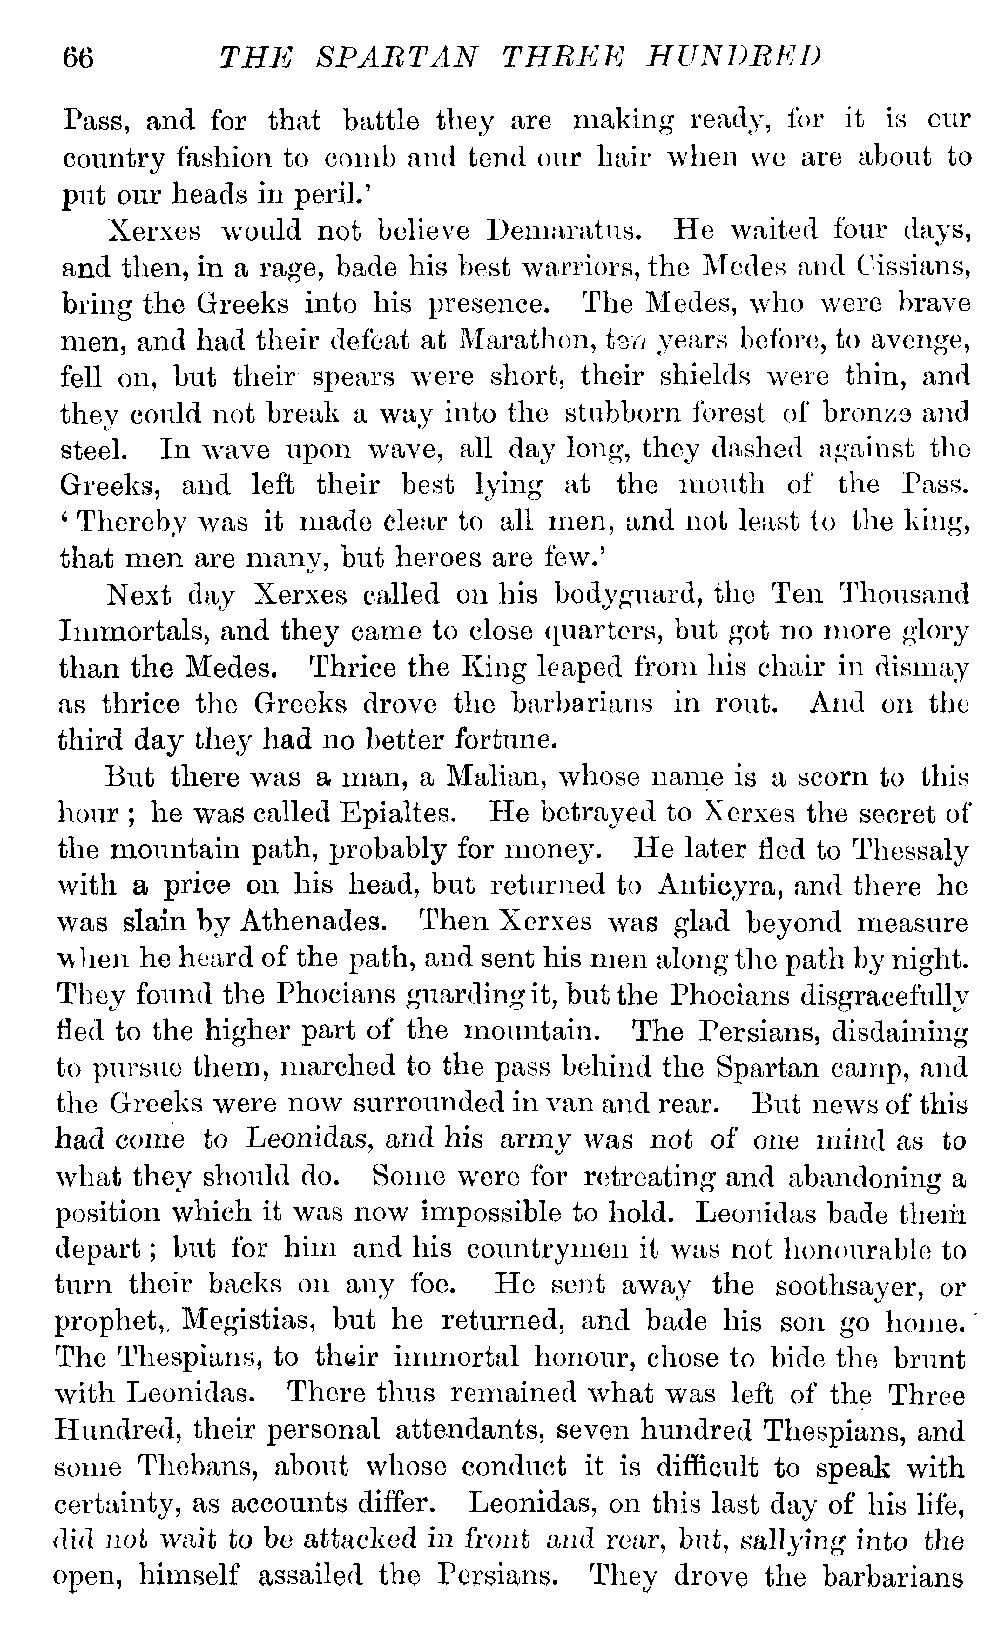 66 THE SPARTAN THREE HUNDRED
Pass, and for that battle they are making ready, for it is our
country fashion to comb and tend our hair when we are about to
put our heads in peril.'
Xerxes would not believe Demaratus. He waited four days,
and then, in a rage, bade his best warriors, the Medes and Cissians,
bring the Greeks into his presence. The Medes, who were brave
men, and had their defeat at Marathon, ten years before, to avenge,
fell on, but their spears were short, their shields were thin, and
they could not break a way into the stubborn forest of bronze and
steel. In wave upon wave, all day long, they dashed against the
Greeks, and left their best lying at the mouth of the Pass.
‘ Thereby was it made clear to all men, and not least to the king,
that men are many, but heroes are few.’
Next day Xerxes called on his bodyguard, the Ten Thousand
Immortals, and they came to close quarters, but got no more glory
than the Medes. Thrice the King leaped from his chair in dismay
as thrice the Greeks drove the barbarians in rout. And on the
third day they had no better fortune.
But there was a man, a Malian, whose name is a scorn to this
hour ; he was called Epialtes. He betrayed to Xerxes the secret of
the mountain path, probably for money. He later fled to Thessaly
with a price on his head, but returned to Anticyra, and there he
was slain by Athenades. Then Xerxes was glad beyond measure
when he heard of the path, and sent his men along the path by night.
They found the Phocians guarding it, but the Phocians disgracefully
fled to the higher part of the mountain. The Persians, disdaining
to pursue them, marched to the pass behind the Spartan camp, and
the Greeks were now surrounded in van and rear. But news of this
had come to Leonidas, and his army was not of one mind as to
what they should do. Some were for retreating and abandoning a
position which it was now impossible to hold. Leonidas bade them
depart ; but for him and his countrymen it was not honourable to
turn their backs on any foe. He sent away the soothsayer, or
prophet, Megistias, but he returned, and bade his son go home.
The Thespians, to their immortal honour, chose to bide the brunt
with Leonidas. There thus remained what was left of the Three
Hundred, their personal attendants, seven hundred Thespians, and
some Thebans, about whose conduct it is difficult to speak with
certainty, as accounts differ. Leonidas, on this last day of his life,
did not wait to be attacked in front and rear, but, sallying into the
open, himself assailed the Persians. They drove the barbarians